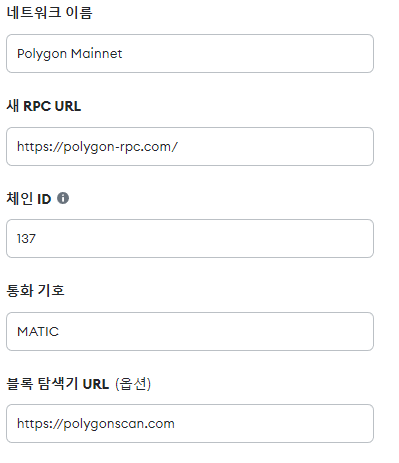 네트워크 이름
Polygon Mainnet
새 RPC URL
https://polygon-rpc.com/
체인 ID
137
통화 기호
MATIC
블록 탐색기 URL (옵션)
https://polygonscan.com